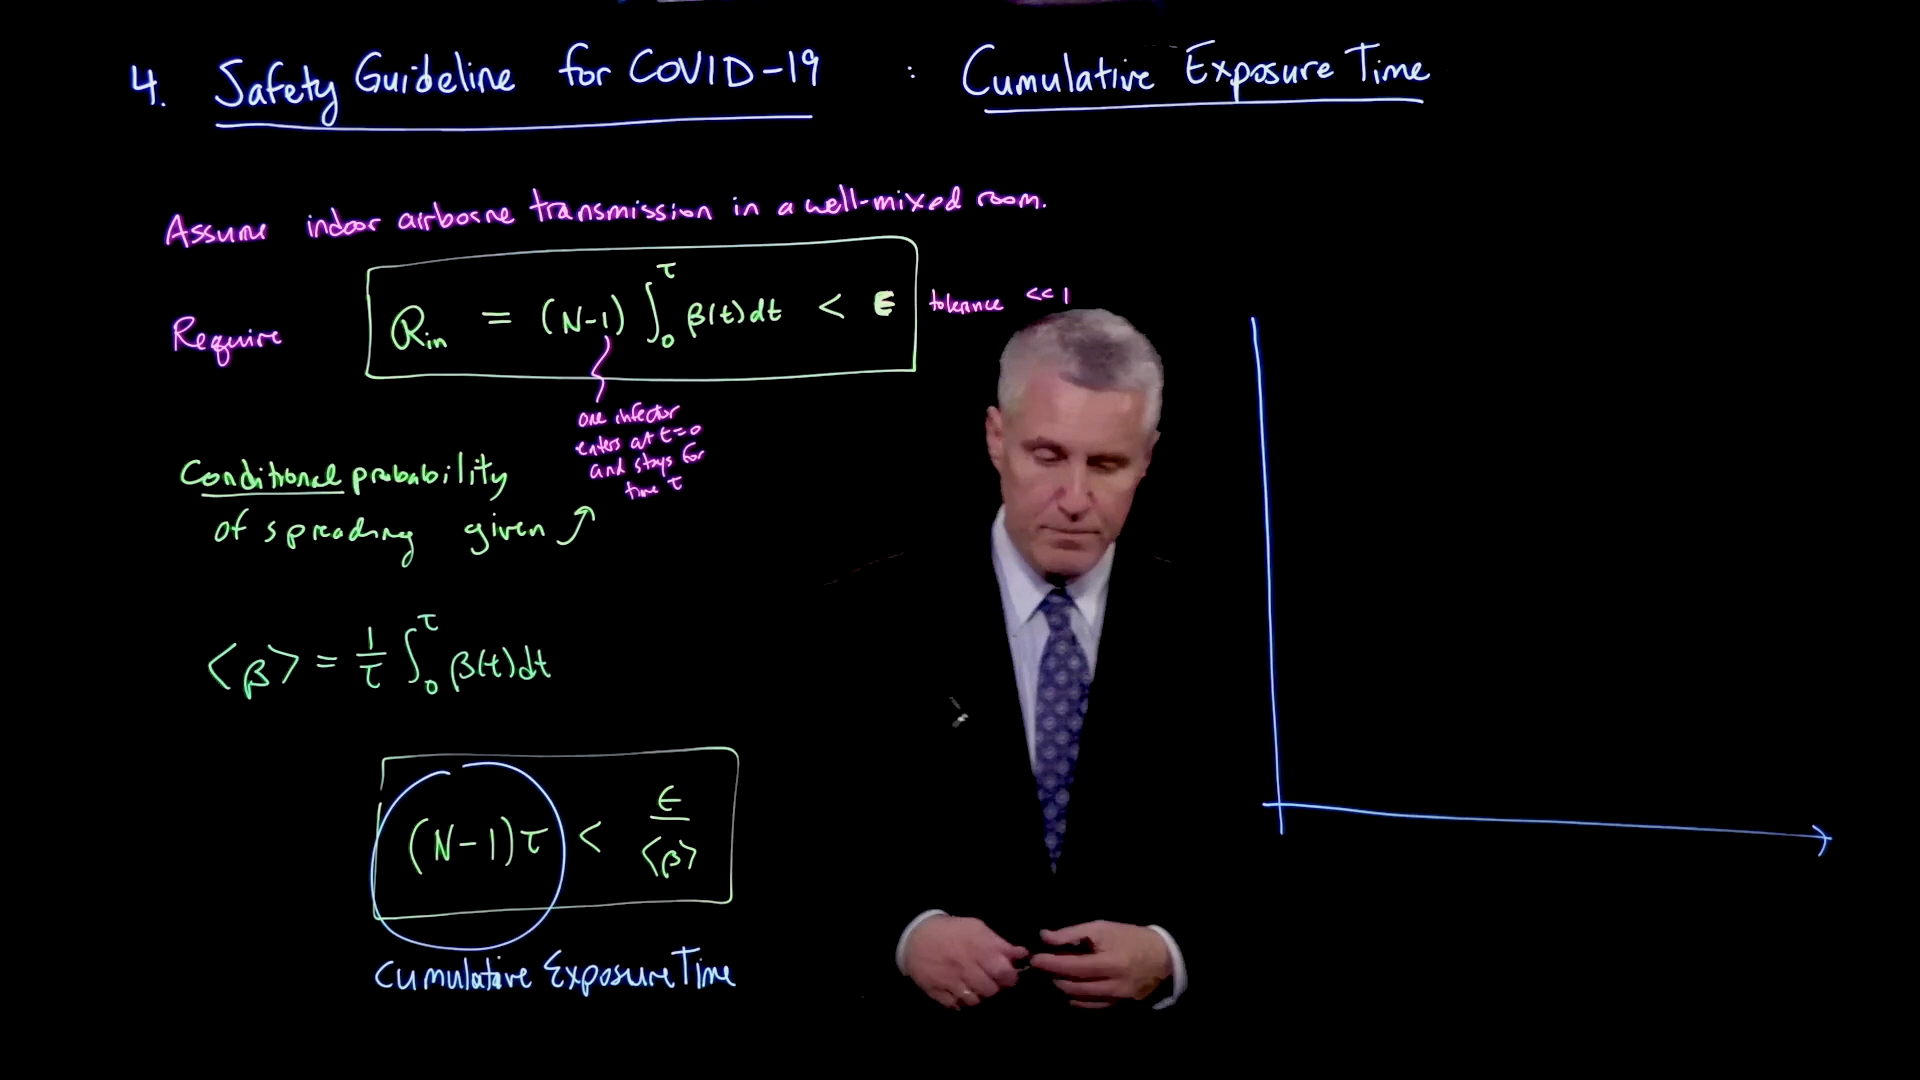 4. Safety Guideline for COVID-19 : Cumulative Exposure Time
Assume indoor airborne transmission in a well-mixed room.
Require R_in = (N-1) ∫_0^τ β(t)dt < ϵ tolerance << 1
one infector
enters at t=0
and stays for
time τ
Conditional probability
of spreading given ↗
<β> = 1/τ ∫_0^τ β(t)dt
(N-1)τ < ϵ/<β>
Cumulative Exposure Time